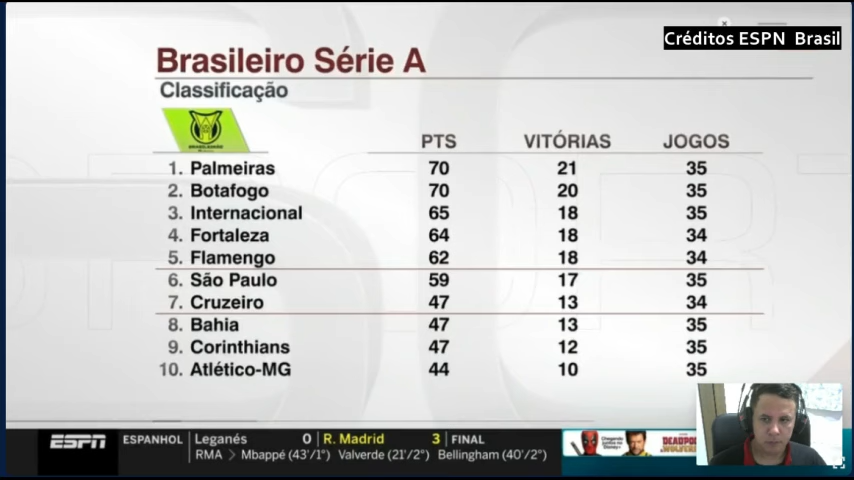 Créditos ESPN Brasil
Brasileiro Série A
Classificação
BRASILEIRÃO
PTS VITÓRIAS JOGOS
1. Palmeiras 70 21 35
2. Botafogo 70 20 35
3. Internacional 65 18 35
4. Fortaleza 64 18 34
5. Flamengo 62 18 34
6. São Paulo 59 17 35
7. Cruzeiro 47 13 34
8. Bahia 47 13 35
9. Corinthians 47 12 35
10. Atlético-MG 44 10 35
ESPN ESPANHOL Leganés 0 R. Madrid 3 FINAL
RMA > Mbappé (43'/1°) Valverde (21'/2°) Bellingham (40'/2°)
Chegando
Disney+
DEADPOOL